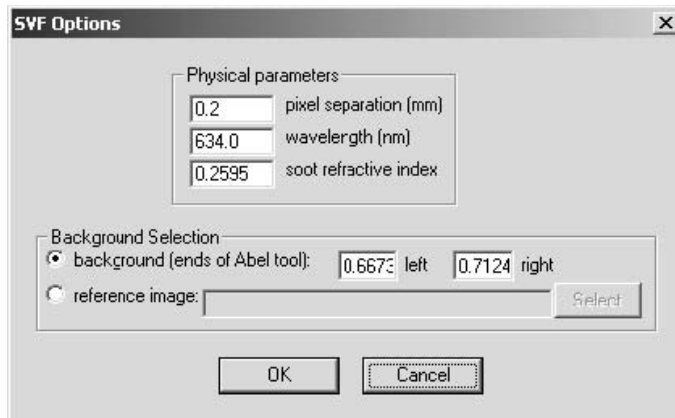 SVF Options
Physical parameters
0.2 pixel separation (mm)
634.0 wavelength (nm)
0.2595 soot refractive index
Background Selection
background (ends of Abel tool): 0.6673 left 0.7124 right
reference image: Select
OK Cancel